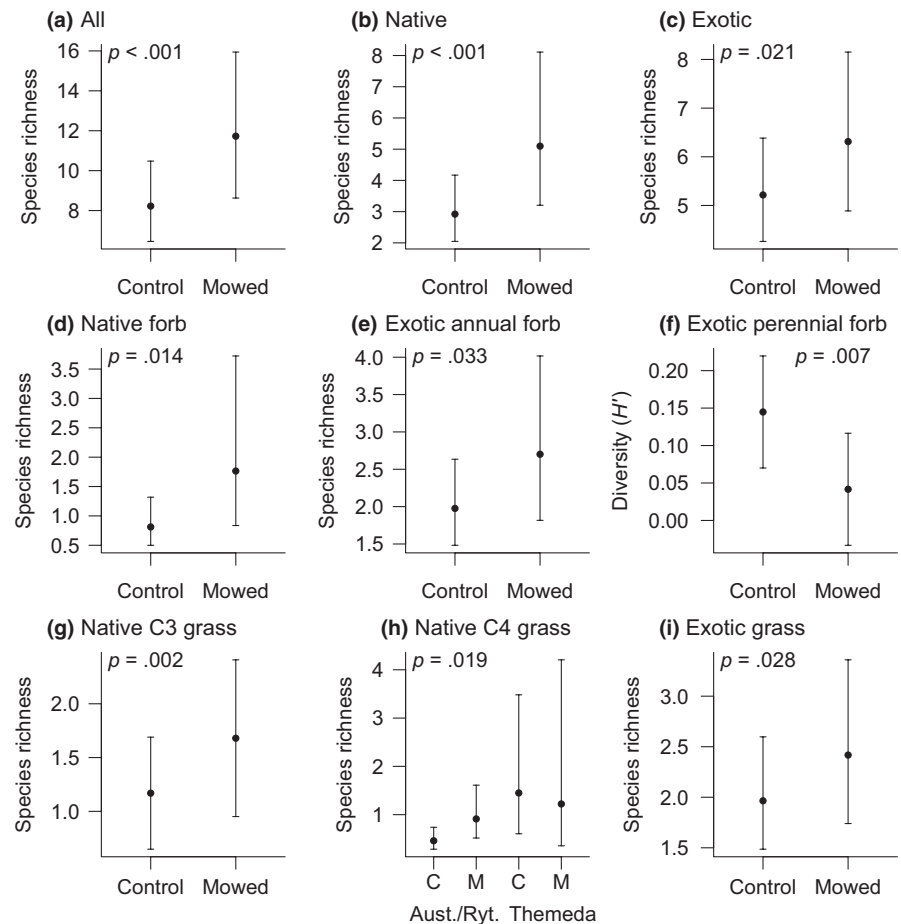 (a) All
(b) Native
(c) Exotic
p < .001
p < .001
p = .021
Species richness
16
14
12
10
8
Control Mowed
Species richness
8
7
6
5
4
3
2
Control Mowed
Species richness
8
7
6
5
Control Mowed
(d) Native forb
(e) Exotic annual forb
(f) Exotic perennial forb
p = .014
p = .033
p = .007
Species richness
3.5
3.0
2.5
2.0
1.5
1.0
0.5
Control Mowed
Species richness
4.0
3.5
3.0
2.5
2.0
1.5
Control Mowed
Diversity (H′)
0.20
0.15
0.10
0.05
0.00
Control Mowed
(g) Native C3 grass
(h) Native C4 grass
(i) Exotic grass
p = .002
p = .019
p = .028
Species richness
2.0
1.5
1.0
Control Mowed
Species richness
4
3
2
1
C M C M
Aust./Ryt. Themeda
Species richness
3.0
2.5
2.0
1.5
Control Mowed